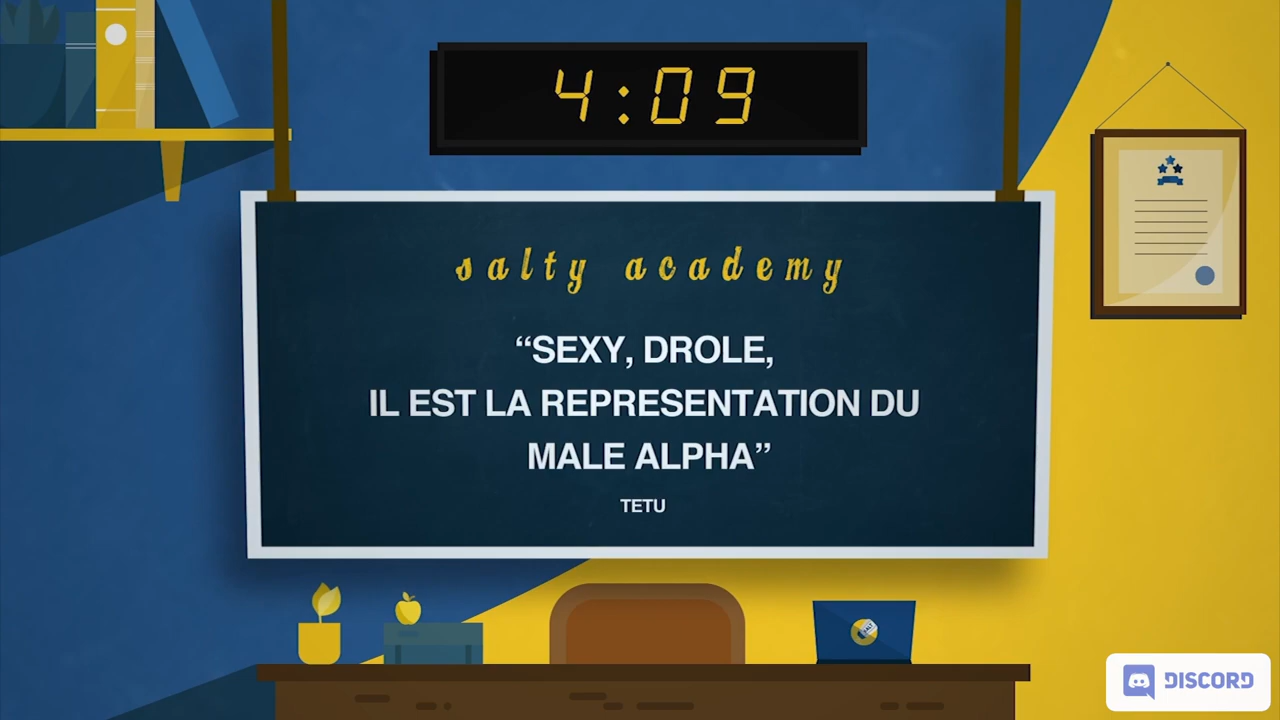 4:09
salty academy
“SEXY, DROLE,
IL EST LA REPRESENTATION DU
MALE ALPHA”
TETU
DISCORD